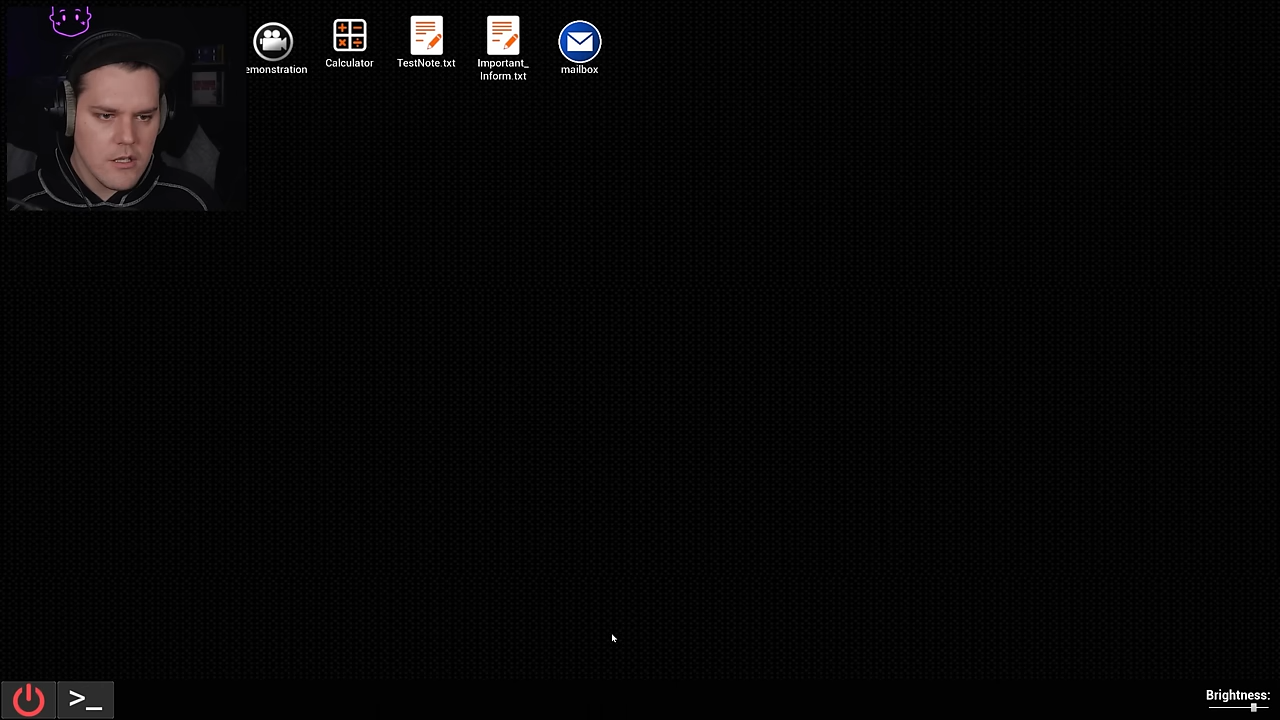 emonstration
Calculator
TestNote.txt
Important_
Inform.txt
mailbox
>_
Brightness: